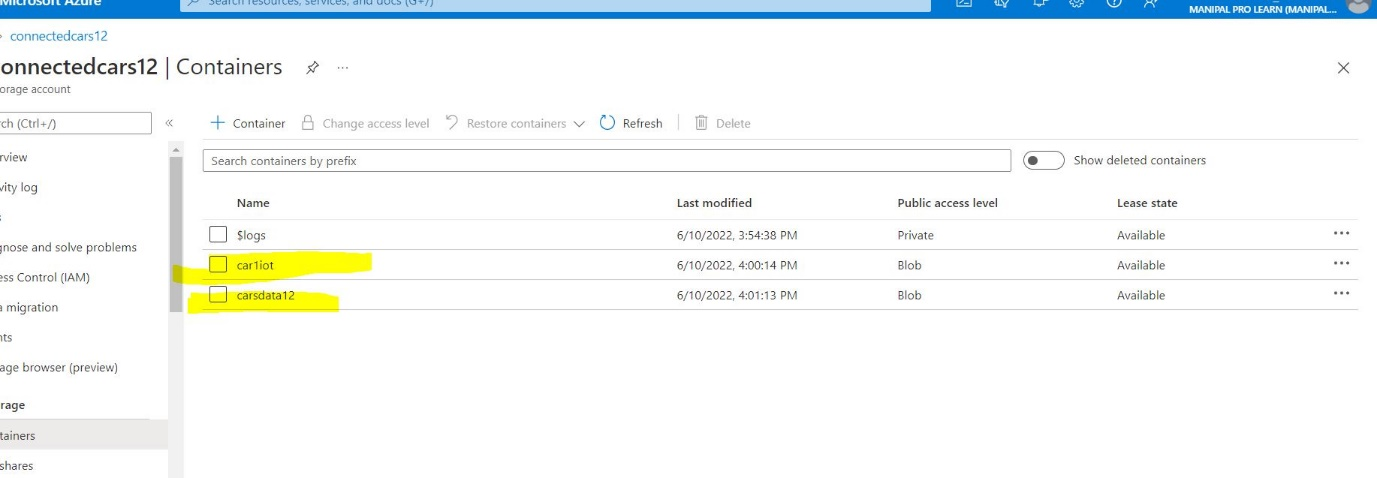 Microsoft Azure
Search resources, services, and docs (G+/)
MANIPAL PRO LEARN (MANIPAL...
> connectedcars12
onnectedcars12 | Containers
...
orage account
rch (Ctrl+/)
«
+ Container
Change access level
Restore containers
Refresh
Delete
rview
Search containers by prefix
Show deleted containers
vity log
Name Last modified Public access level Lease state
s
$logs 6/10/2022, 3:54:38 PM Private Available ...
gnose and solve problems
car1iot 6/10/2022, 4:00:14 PM Blob Available ...
ess Control (IAM)
carsdata12 6/10/2022, 4:01:13 PM Blob Available ...
a migration
nts
age browser (preview)
rage
tainers
shares